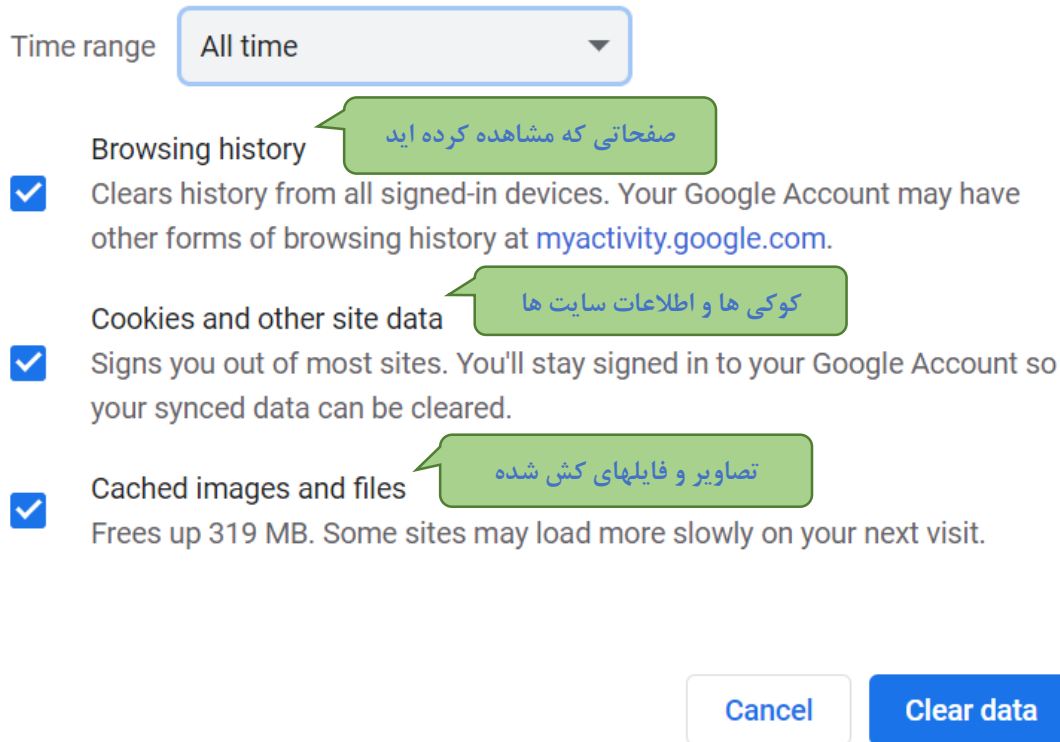 Time range All time
صفحاتی که مشاهده کرده اید
Browsing history
Clears history from all signed-in devices. Your Google Account may have
other forms of browsing history at myactivity.google.com.
کوکی ها و اطلاعات سایت ها
Cookies and other site data
Signs you out of most sites. You'll stay signed in to your Google Account so
your synced data can be cleared.
تصاویر و فایلهای کش شده
Cached images and files
Frees up 319 MB. Some sites may load more slowly on your next visit.
Cancel Clear data